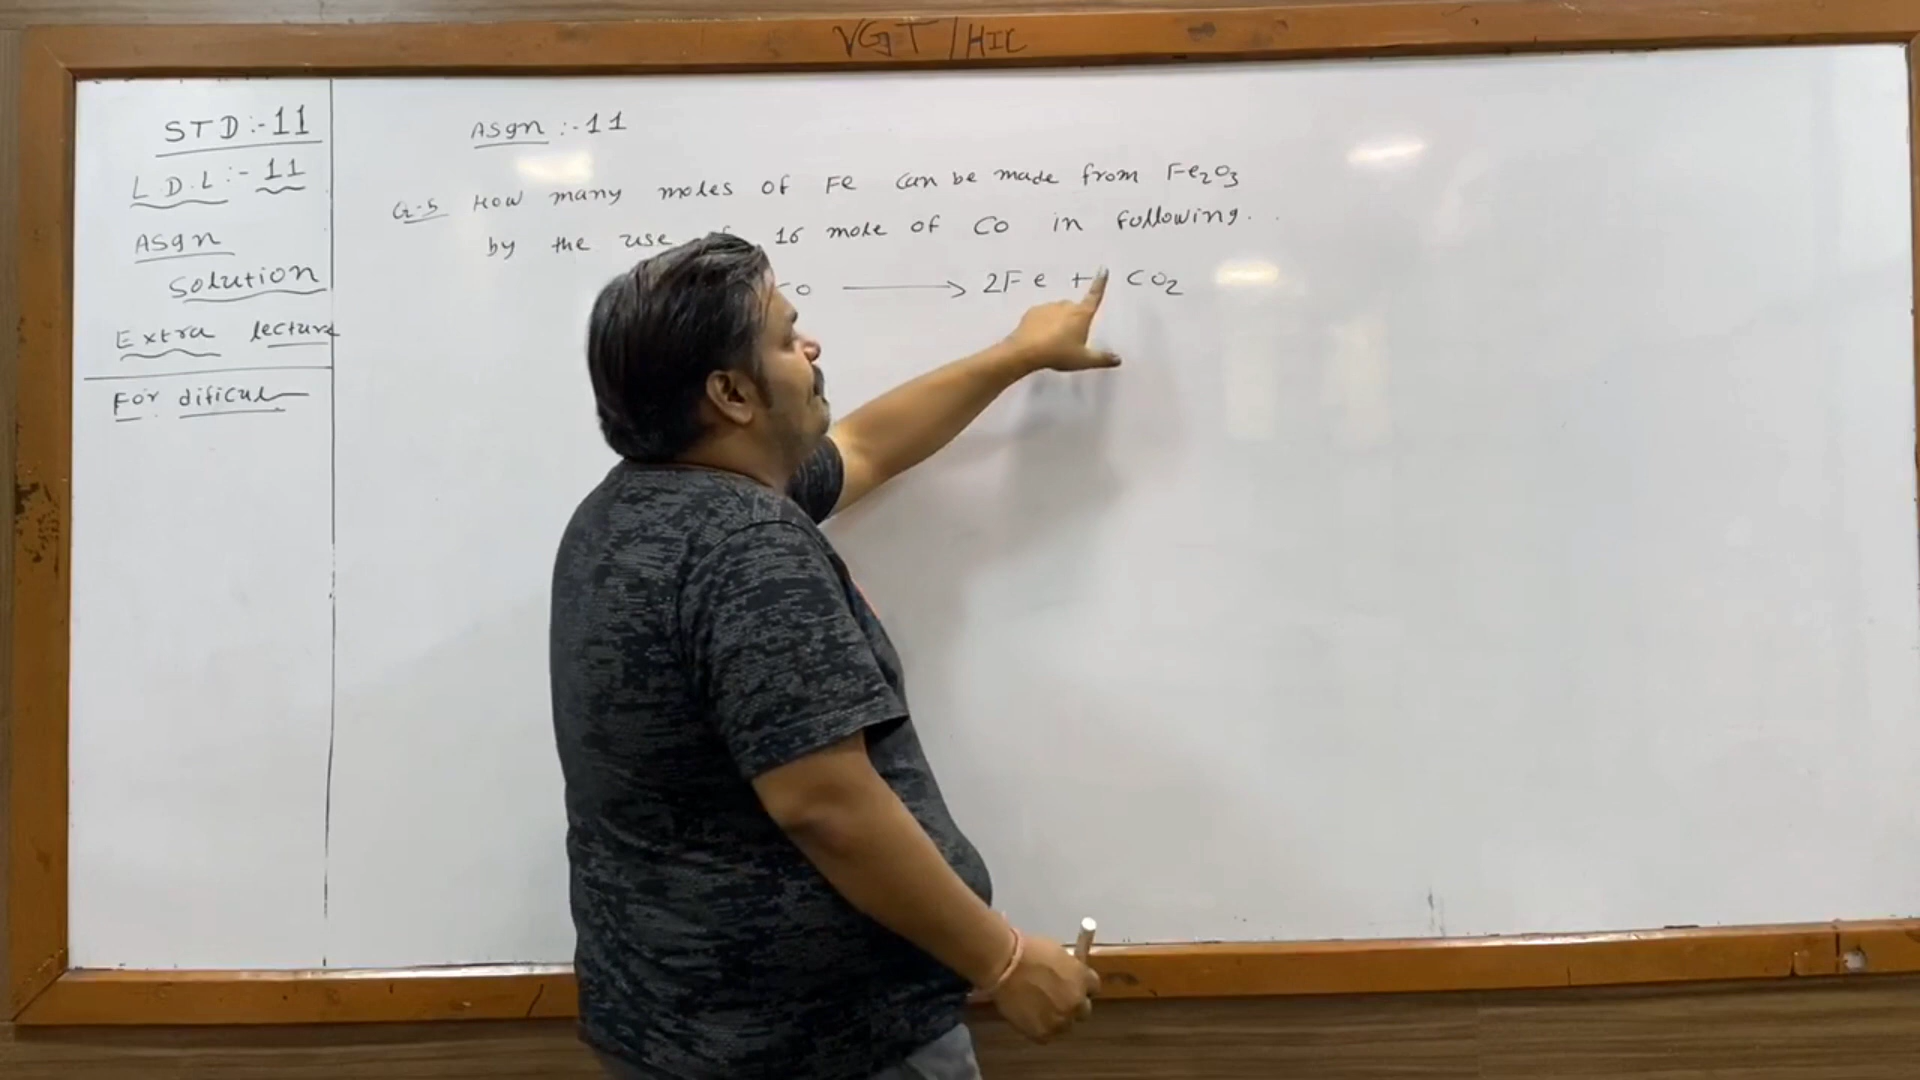 VGT/HIC
STD:-11
L.D.L:-11
ASgn
Solution
Extra lecture
For dificul
ASgn :-11
Q-5 How many moles of Fe can be made from Fe2O3
by the use 16 mole of Co in following.
2Fe + CO2